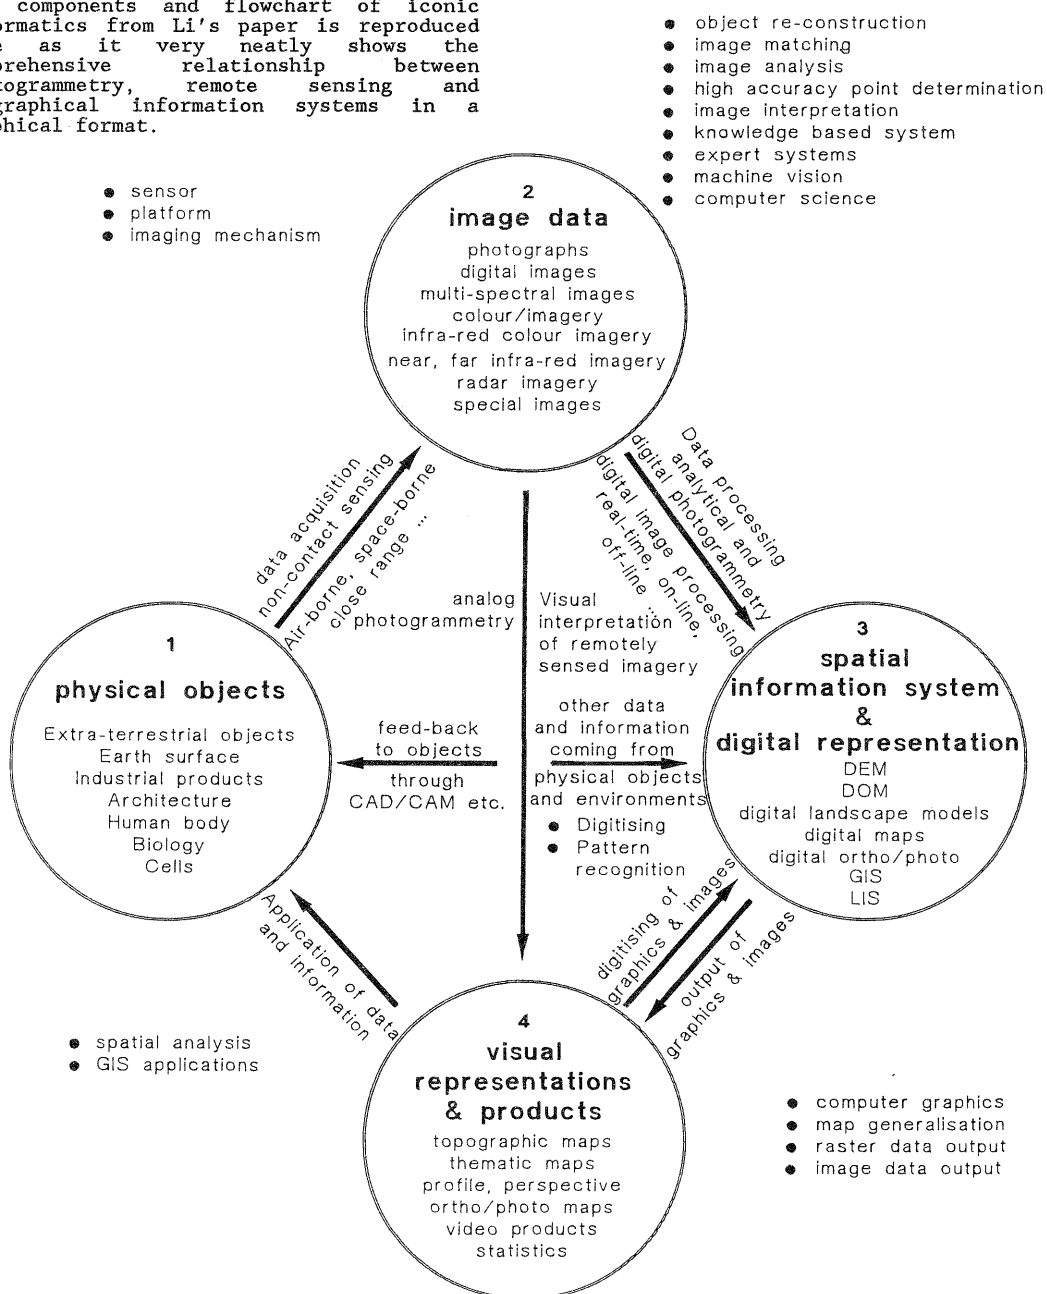 components and flowchart of iconic
ormatics from Li's paper is reproduced
as it very neatly shows the
rehensive relationship between
togrammetry, remote sensing and
graphical information systems in a
phical format.
● object re-construction
● image matching
● image analysis
● high accuracy point determination
● image interpretation
● knowledge based system
● expert systems
● machine vision
● computer science
● sensor
● platform
● imaging mechanism
2
image data
photographs
digital images
multi-spectral images
colour/imagery
infra-red colour imagery
near, far infra-red imagery
radar imagery
special images
data acquisition
non-contact sensing
Air-borne, space-borne
close range ...
Data processing
analytical and
digital photogrammetry
digital image processing
real-time, on-line,
off-line ...
analog
photogrammetry
Visual
interpretation
of remotely
sensed imagery
1
physical objects
Extra-terrestrial objects
Earth surface
Industrial products
Architecture
Human body
Biology
Cells
feed-back
to objects
through
CAD/CAM etc.
other data
and information
coming from
physical objects
and environments
● Digitising
● Pattern
recognition
3
spatial
information system
&
digital representation
DEM
DOM
digital landscape models
digital maps
digital ortho/photo
GIS
LIS
Application of data
and information
digitising of
graphics & images
output of
graphics & images
● spatial analysis
● GIS applications
4
visual
representations
& products
topographic maps
thematic maps
profile, perspective
ortho/photo maps
video products
statistics
● computer graphics
● map generalisation
● raster data output
● image data output